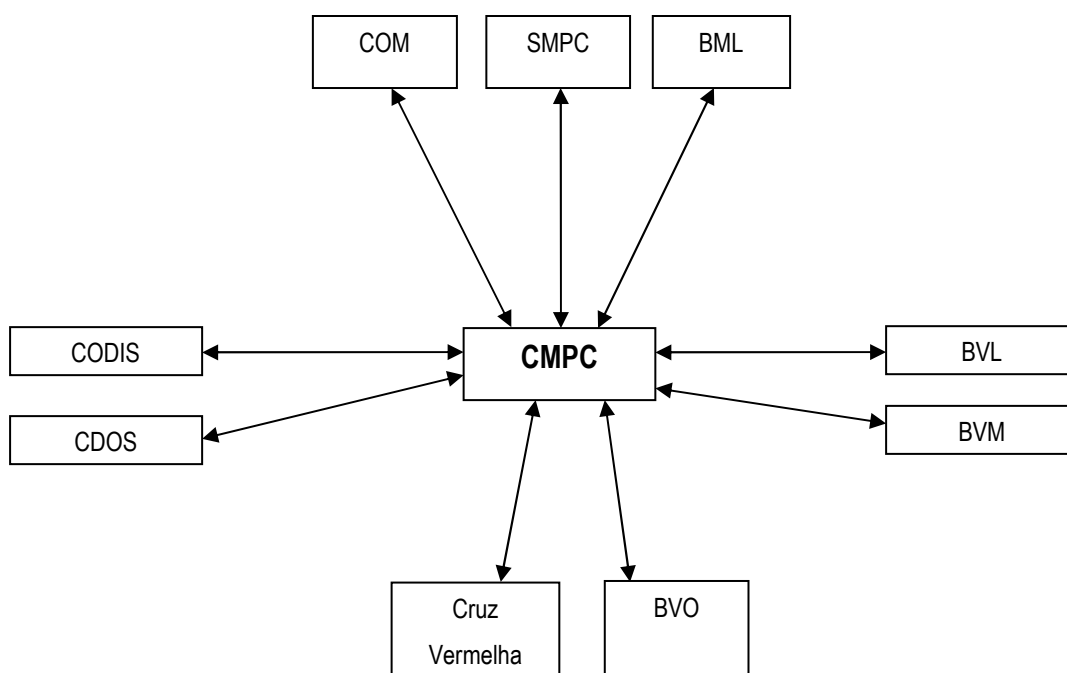 COM
SMPC
BML
CODIS
CMPC
BVL
CDOS
BVM
Cruz
Vermelha
BVO